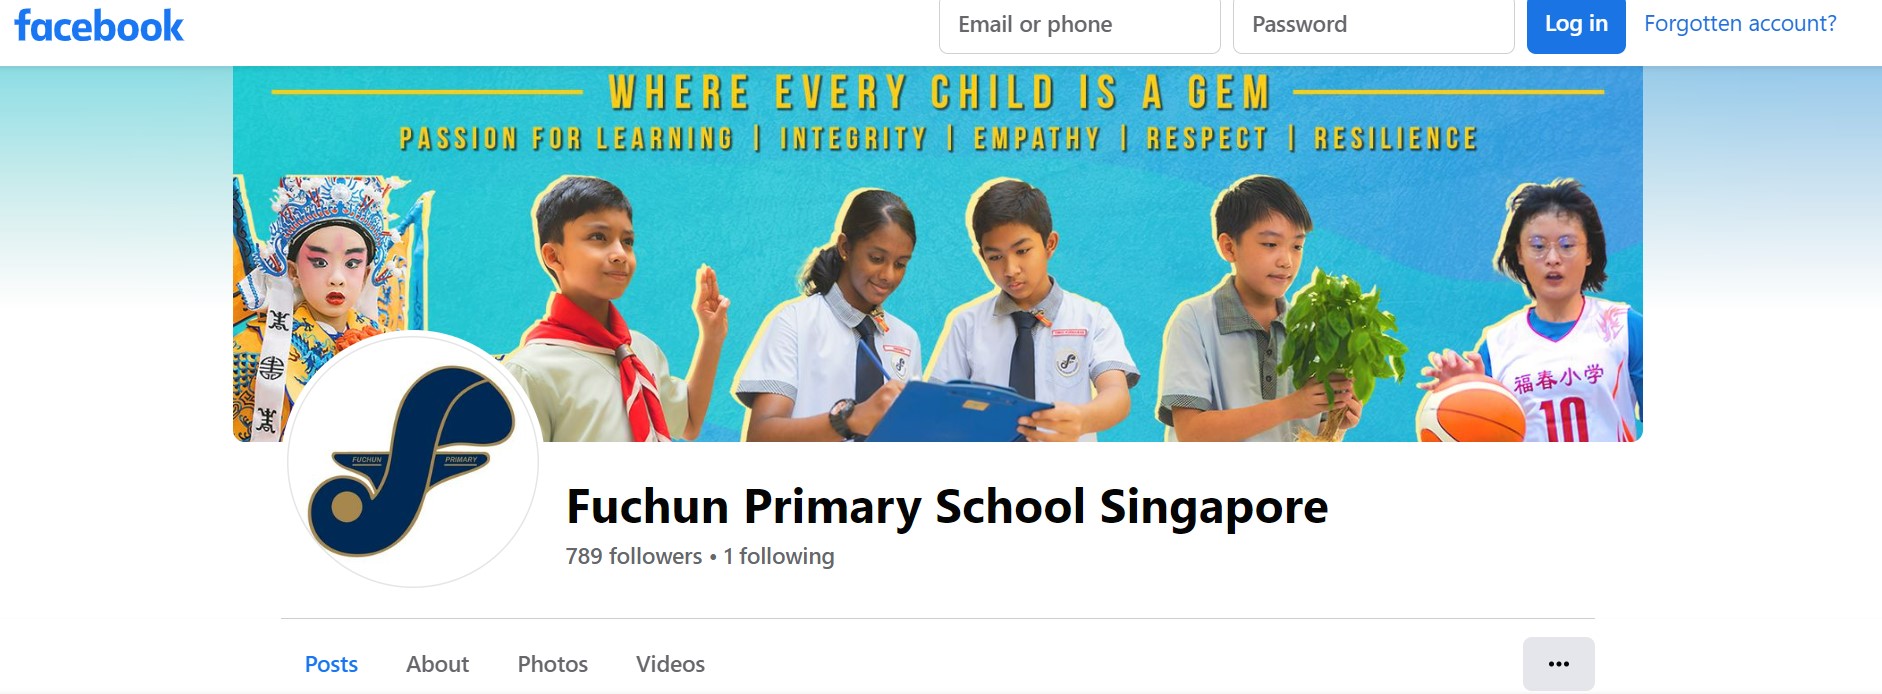 facebook
Email or phone
Password
Log in
Forgotten account?
WHERE EVERY CHILD IS A GEM
PASSION FOR LEARNING | INTEGRITY | EMPATHY | RESPECT | RESILIENCE
福春小学
10
FUCHUN PRIMARY
Fuchun Primary School Singapore
789 followers • 1 following
Posts
About
Photos
Videos